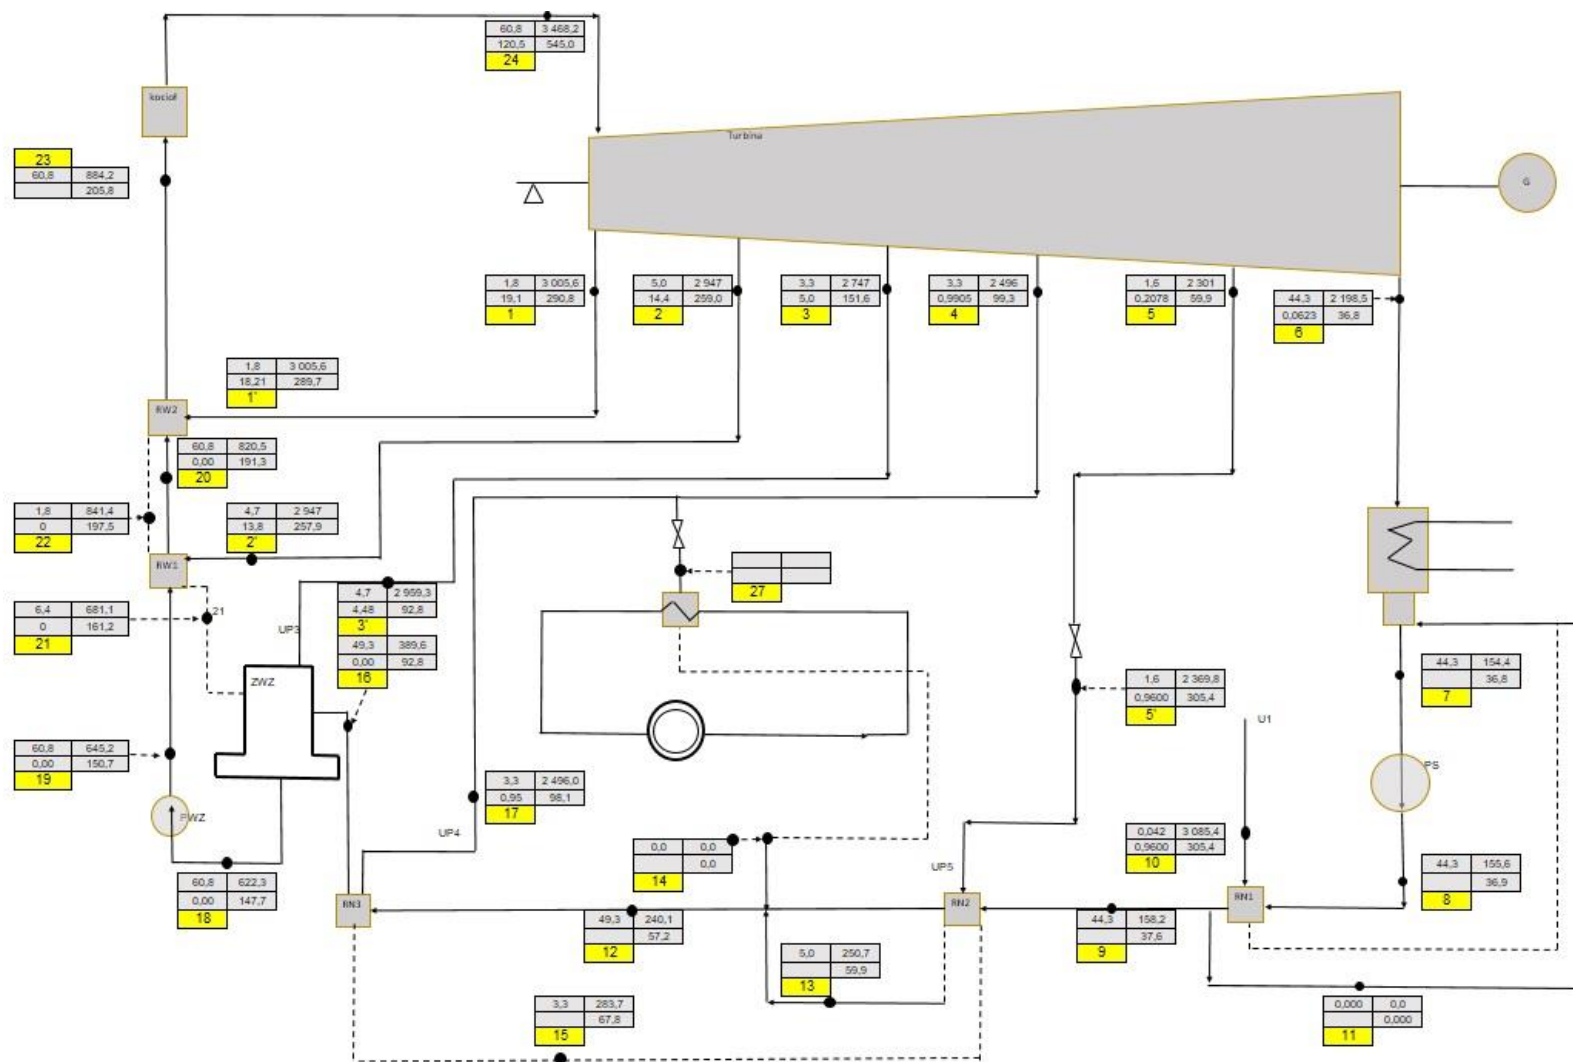 60,8 3 468,2
120,5 545,0
24
kocioł
Turbina
G
23
60,8 884,2
205,8
1,8 3 005,6
19,1 290,8
1
5,0 2 947
14,4 259,0
2
3,3 2 747
5,0 151,6
3
3,3 2 496
0,9905 99,3
4
1,6 2 301
0,2078 59,9
5
44,3 2 198,5
0,0623 36,8
6
1,8 3 005,6
18,21 289,7
1'
RW2
60,8 820,5
0,00 191,3
20
1,8 841,4
0 197,5
22
4,7 2 947
13,8 257,9
2'
RW1
27
6,4 681,1
0 161,2
21
21
UP3
4,7 2 959,3
4,48 92,8
3'
49,3 389,6
0,00 92,8
16
ZWZ
44,3 154,4
36,8
7
1,6 2 369,8
0,9600 305,4
5'
U1
60,8 645,2
0,00 150,7
19
PS
3,3 2 496,0
0,95 98,1
17
PWZ
UP4
0,042 3 085,4
0,9600 305,4
10
0,0 0,0
0,0
14
UP5
44,3 155,6
36,9
8
60,8 622,3
0,00 147,7
18
RN3
RN2
RN1
49,3 240,1
57,2
12
44,3 158,2
37,6
9
5,0 250,7
59,9
13
3,3 283,7
67,8
15
0,000 0,0
0,000
11